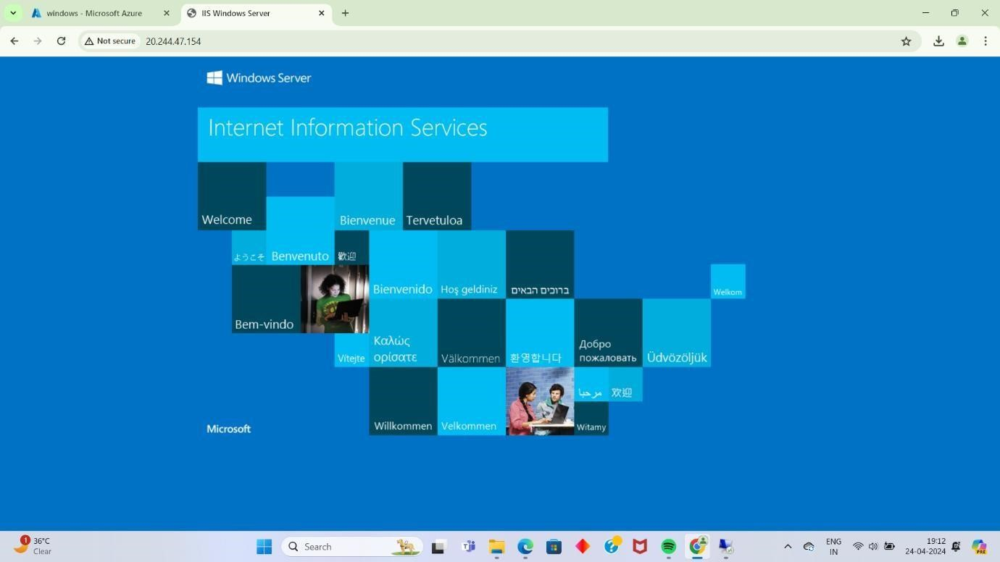 windows - Microsoft Azure
IIS Windows Server
Not secure
20.244.47.154
Windows Server
Internet Information Services
Welcome
Bienvenue
Tervetuloa
ようこそ
Benvenuto
歡迎
Bienvenido
Hoş geldiniz
ברוכים הבאים
Welkom
Bem-vindo
Vítejte
Καλώς
ορίσατε
Välkommen
환영합니다
Добро
пожаловать
Üdvözöljük
Willkommen
Velkommen
مرحبا
欢迎
Witamy
Microsoft
1
36°C
Clear
Search
ENG
IN
19:12
24-04-2024
PRE